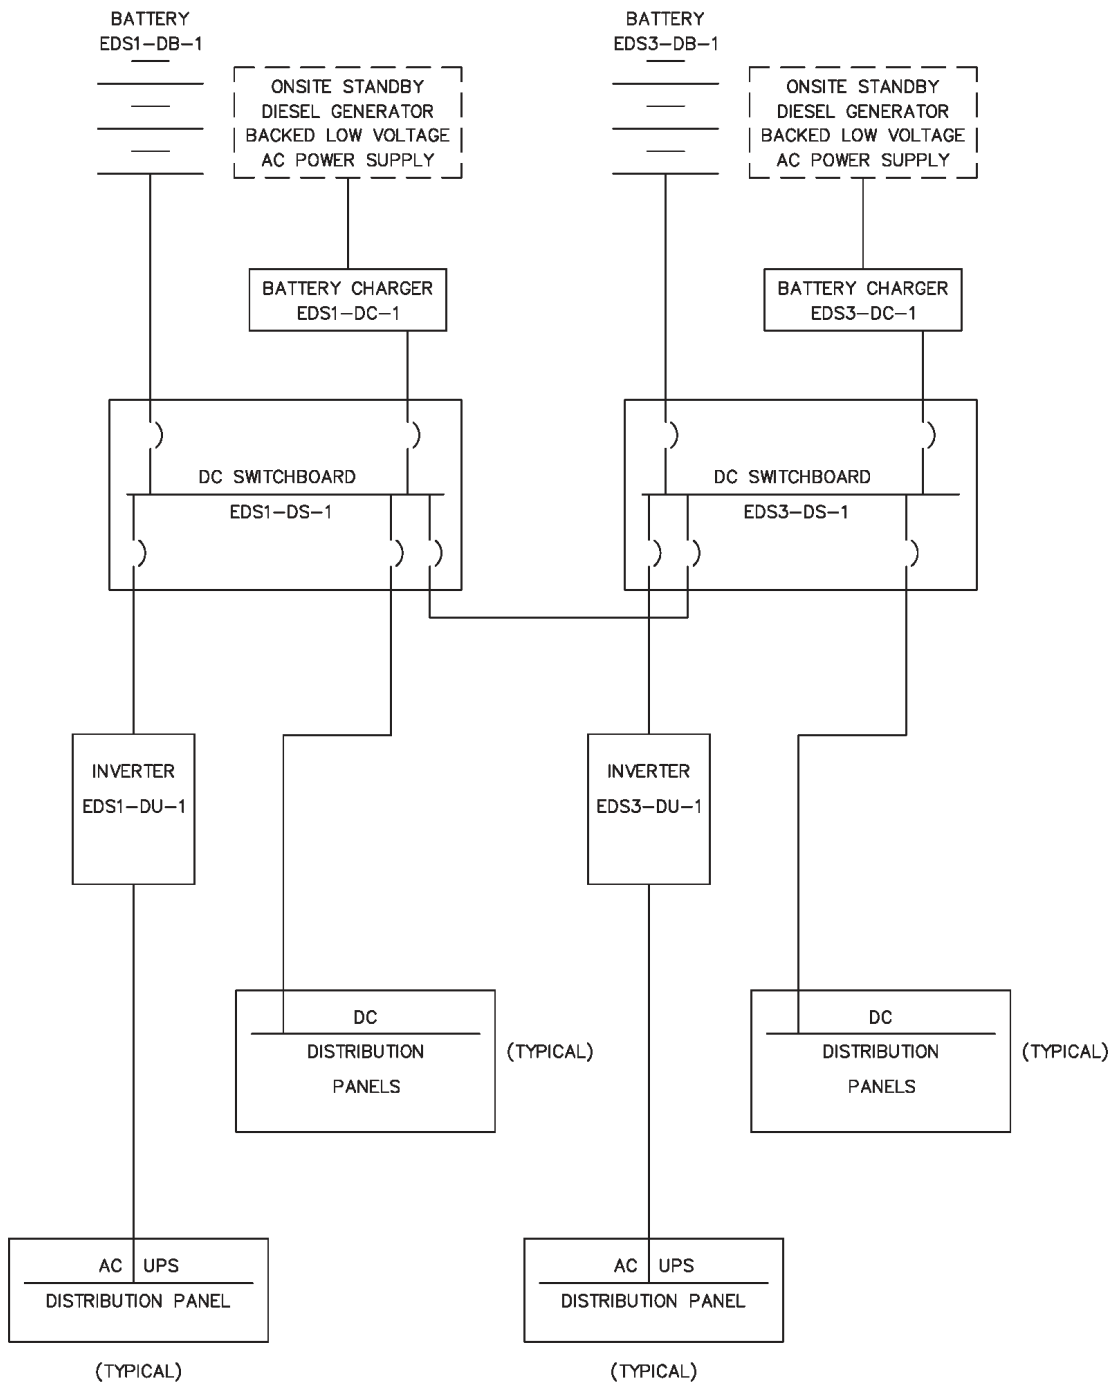 BATTERY
EDS1-DB-1
ONSITE STANDBY
DIESEL GENERATOR
BACKED LOW VOLTAGE
AC POWER SUPPLY
BATTERY CHARGER
EDS1-DC-1
DC SWITCHBOARD
EDS1-DS-1
INVERTER
EDS1-DU-1
DC
DISTRIBUTION
PANELS
(TYPICAL)
AC UPS
DISTRIBUTION PANEL
(TYPICAL)
BATTERY
EDS3-DB-1
ONSITE STANDBY
DIESEL GENERATOR
BACKED LOW VOLTAGE
AC POWER SUPPLY
BATTERY CHARGER
EDS3-DC-1
DC SWITCHBOARD
EDS3-DS-1
INVERTER
EDS3-DU-1
DC
DISTRIBUTION
PANELS
(TYPICAL)
AC UPS
DISTRIBUTION PANEL
(TYPICAL)